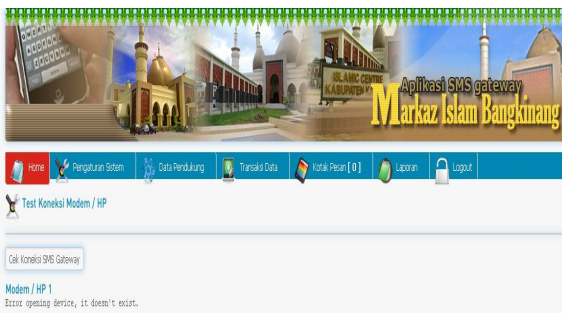 ISLAMIC CENTRE
KABUPATEN
Aplikasi SMS gateway
Markaz Islam Bangkinang
Home
Pengaturan Sistem
Data Pendukung
Transaksi Data
Kotak Pesan [ 0 ]
Laporan
Logout
Test Koneksi Modem / HP
Cek Koneksi SMS Gateway
Modem / HP 1
Error opening device, it doesn't exist.